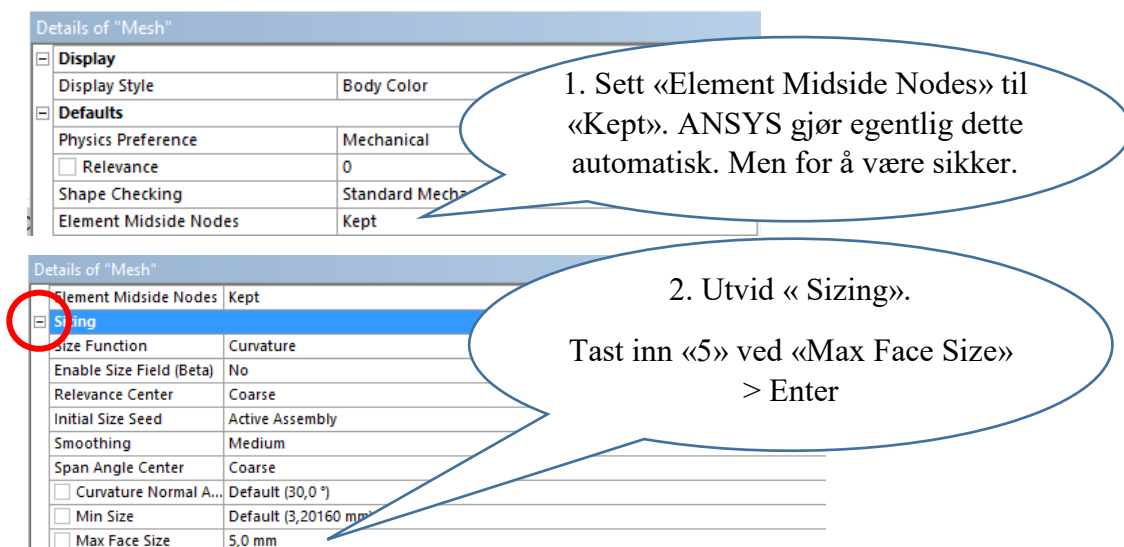 Details of "Mesh"
Display
Display Style Body Color
Defaults
Physics Preference Mechanical
Relevance 0
Shape Checking Standard Mecha
Element Midside Nodes Kept
1. Sett «Element Midside Nodes» til
«Kept». ANSYS gjør egentlig dette
automatisk. Men for å være sikker.
Details of "Mesh"
Element Midside Nodes Kept
Sizing
Size Function Curvature
Enable Size Field (Beta) No
Relevance Center Coarse
Initial Size Seed Active Assembly
Smoothing Medium
Span Angle Center Coarse
Curvature Normal A... Default (30,0 °)
Min Size Default (3,20160 mm)
Max Face Size 5,0 mm
2. Utvid « Sizing».
Tast inn «5» ved «Max Face Size»
> Enter